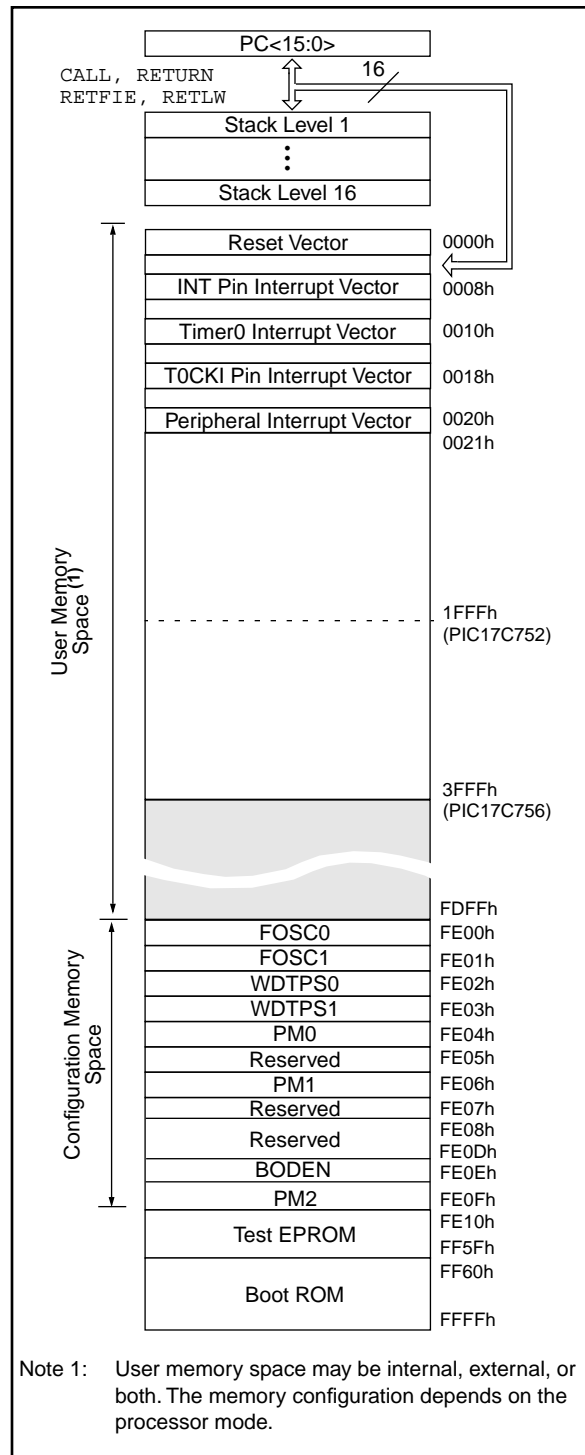 PC<15:0>
CALL, RETURN
RETFIE, RETLW
16
Stack Level 1
Stack Level 16
Reset Vector
0000h
INT Pin Interrupt Vector
0008h
Timer0 Interrupt Vector
0010h
T0CKI Pin Interrupt Vector
0018h
Peripheral Interrupt Vector
0020h
0021h
User Memory
Space (1)
1FFFh
(PIC17C752)
3FFFh
(PIC17C756)
FDFFh
Configuration Memory
Space
FOSC0
FE00h
FOSC1
FE01h
WDTPS0
FE02h
WDTPS1
FE03h
PM0
FE04h
Reserved
FE05h
PM1
FE06h
Reserved
FE07h
Reserved
FE08h
FE0Dh
BODEN
FE0Eh
PM2
FE0Fh
Test EPROM
FE10h
FF5Fh
Boot ROM
FF60h
FFFFh
Note 1: User memory space may be internal, external, or
both. The memory configuration depends on the
processor mode.